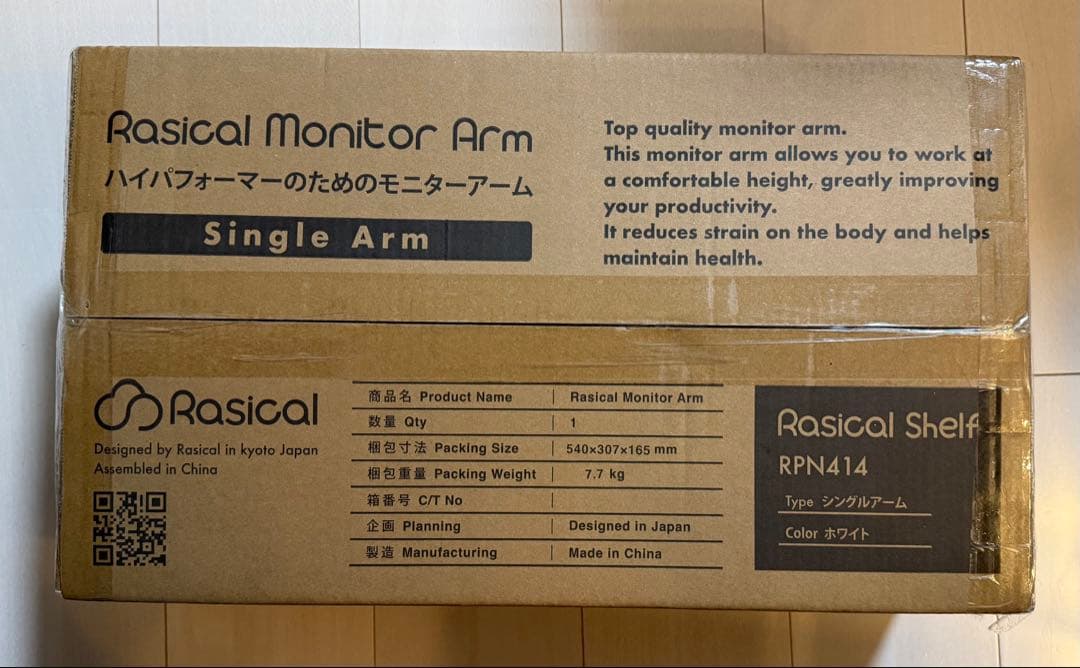 Rasical Monitor Arm
ハイパフォーマーのためのモニターアーム
Single Arm
Top quality monitor arm.
This monitor arm allows you to work at
a comfortable height, greatly improving
your productivity.
It reduces strain on the body and helps
maintain health.
Rasical
Designed by Rasical in kyoto Japan
Assembled in China
商品名 Product Name Rasical Monitor Arm
数量 Qty 1
梱包寸法 Packing Size 540×307×165 mm
梱包重量 Packing Weight 7.7 kg
箱番号 C/T No
企画 Planning Designed in Japan
製造 Manufacturing Made in China
Rasical Shelf
RPN414
Type シングルアーム
Color ホワイト